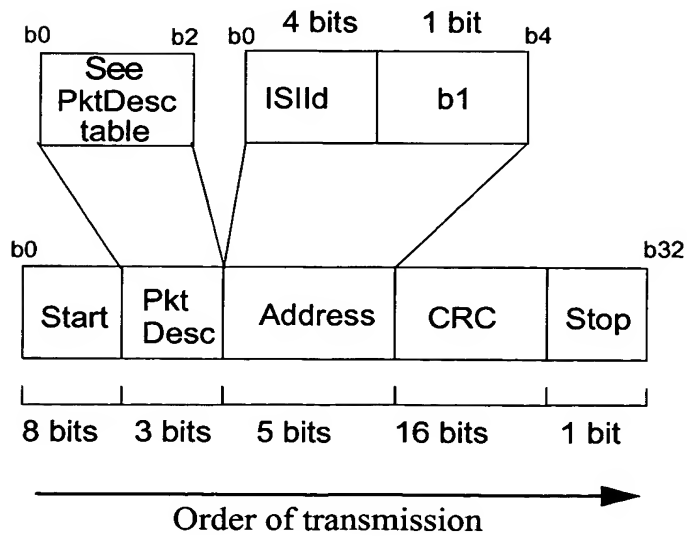 4 bits 1 bit
b0 b2 b0 b4
See
PktDesc
table
ISIId b1
b0 b32
Start Pkt
Desc Address CRC Stop
8 bits 3 bits 5 bits 16 bits 1 bit
Order of transmission